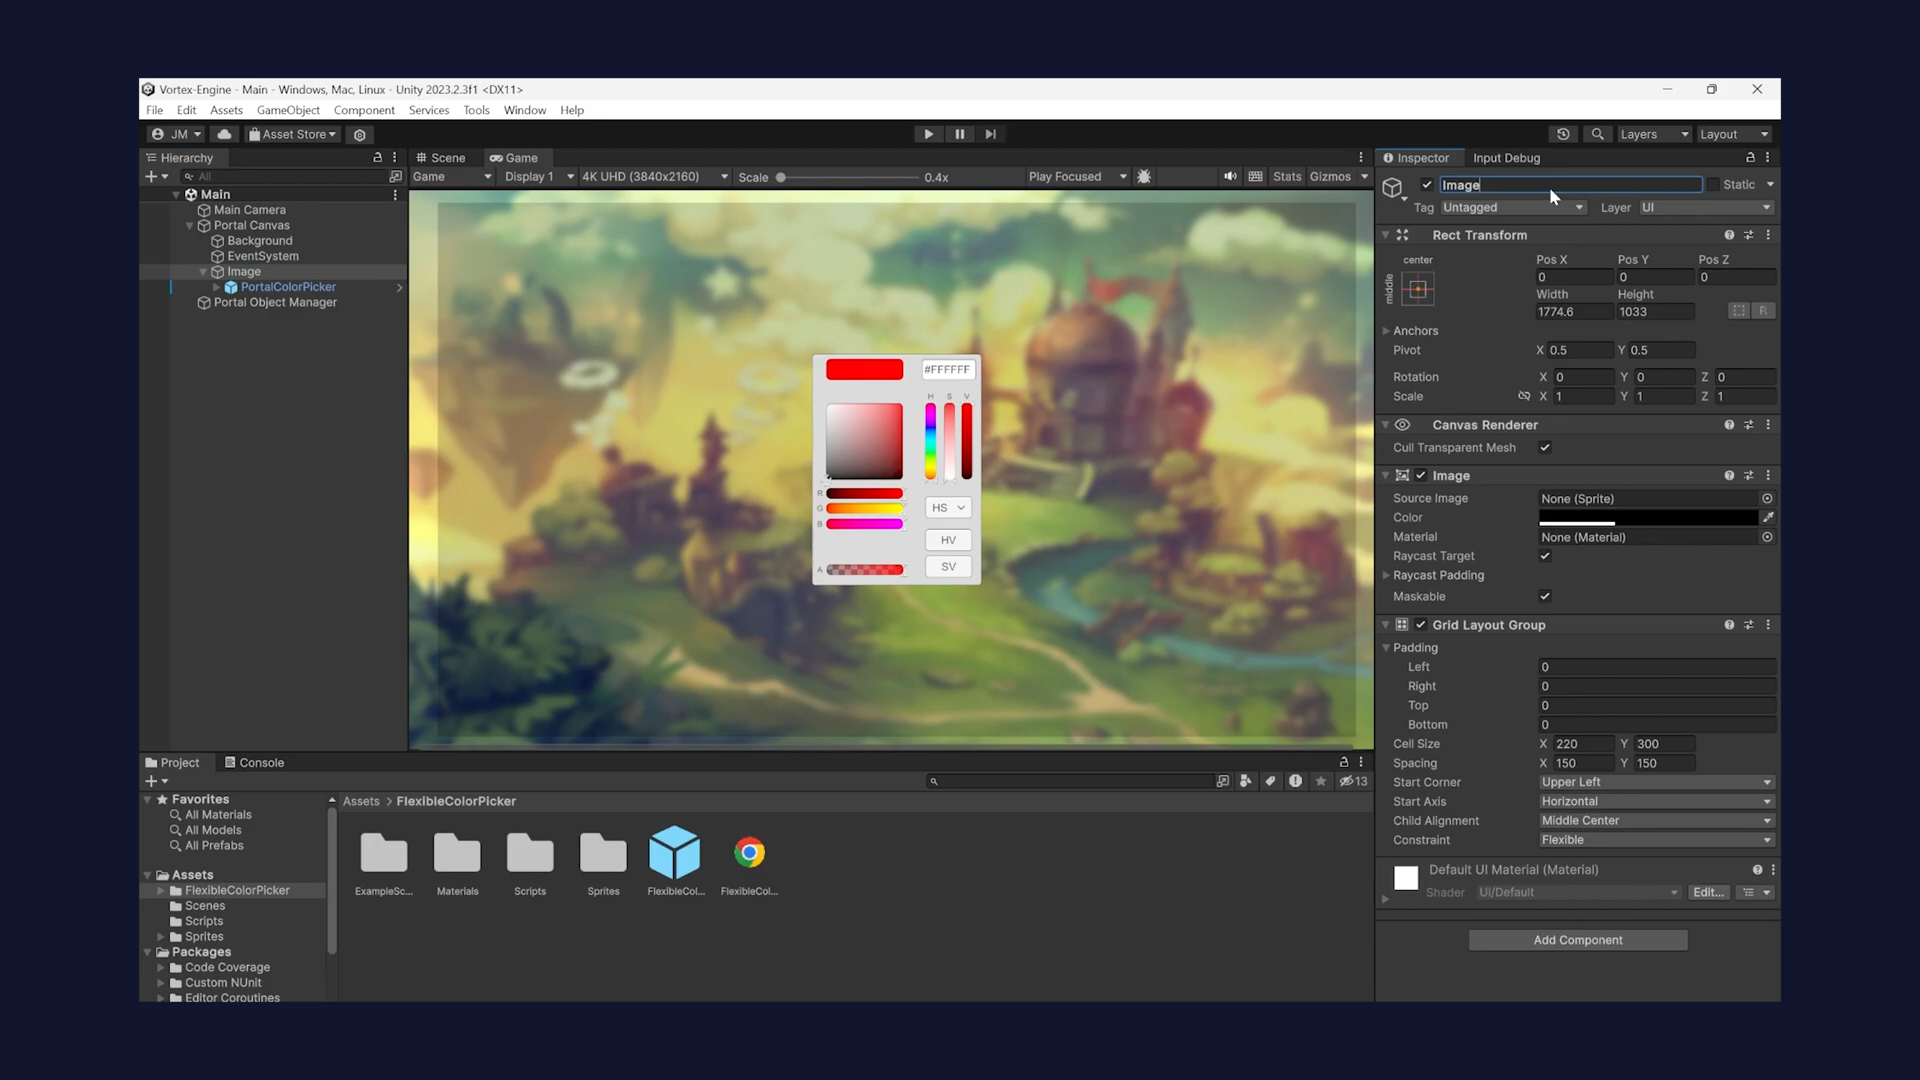 Vortex-Engine - Main - Windows, Mac, Linux - Unity 2023.2.3f1 <DX11>
File Edit Assets GameObject Component Services Tools Window Help
JM Asset Store Layers Layout
Hierarchy
All
Main
Main Camera
Portal Canvas
Background
EventSystem
Image
PortalColorPicker
Portal Object Manager
Scene Game
Game Display 1 4K UHD (3840x2160) Scale 0.4x Play Focused Stats Gizmos
#FFFFFF
H S V
R
G
B
A
HS
HV
SV
Inspector Input Debug
Image Static
Tag Untagged Layer UI
Rect Transform
center
middle
Pos X Pos Y Pos Z
0 0 0
Width Height
1774.6 1033 R
Anchors
Pivot X 0.5 Y 0.5
Rotation X 0 Y 0 Z 0
Scale X 1 Y 1 Z 1
Canvas Renderer
Cull Transparent Mesh
Image
Source Image None (Sprite)
Color
Material None (Material)
Raycast Target
Raycast Padding
Maskable
Grid Layout Group
Padding
Left 0
Right 0
Top 0
Bottom 0
Cell Size X 220 Y 300
Spacing X 150 Y 150
Start Corner Upper Left
Start Axis Horizontal
Child Alignment Middle Center
Constraint Flexible
Default UI Material (Material)
Shader UI/Default Edit...
Add Component
Project Console
13
Favorites
All Materials
All Models
All Prefabs
Assets
FlexibleColorPicker
Scenes
Scripts
Sprites
Packages
Code Coverage
Custom NUnit
Editor Coroutines
Assets > FlexibleColorPicker
ExampleSc... Materials Scripts Sprites FlexibleCol... FlexibleCol...